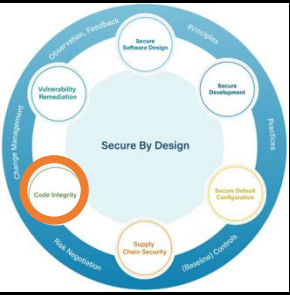 Observation, Feedback
Principles
Practices
(Baseline) Controls
Risk Negotiation
Change Management
Secure
Software Design
Secure
Development
Secure Default
Configuration
Supply
Chain Security
Code Integrity
Vulnerability
Remediation
Secure By Design